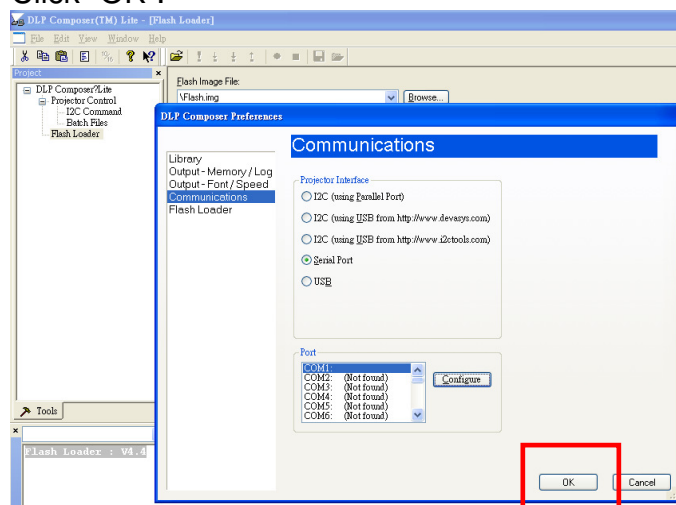 Click "OK".
DLP Composer(TM) Lite - [Flash Loader]
File Edit View Window Help
Project
Flash Image File:
\Flash.img
Browse...
DLP Composer?Lite
Projector Control
I2C Command
Batch Files
Flash Loader
DLP Composer Preferences
Communications
Library
Output - Memory / Log
Output - Font / Speed
Communications
Flash Loader
Projector Interface
I2C (using Parallel Port)
I2C (using USB from http://www.devasys.com)
I2C (using USB from http://www.i2ctools.com)
Serial Port
USB
Port
COM1:
COM2: (Not found)
COM3: (Not found)
COM4: (Not found)
COM5: (Not found)
COM6: (Not found)
Configure
Tools
Flash Loader : V4.4
OK
Cancel